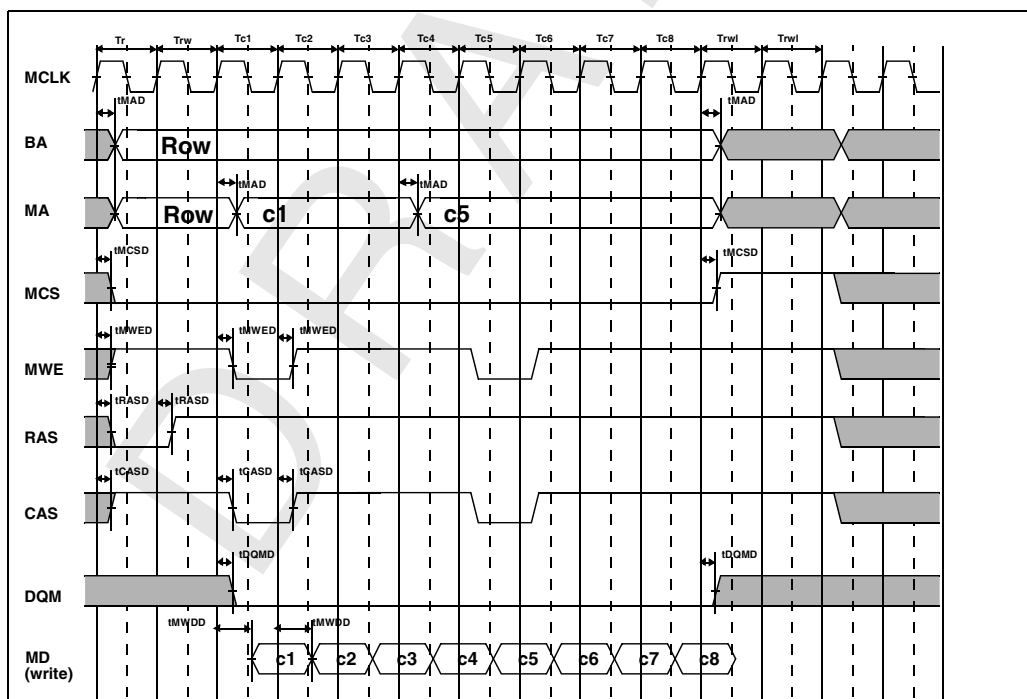 Tr Trw Tc1 Tc2 Tc3 Tc4 Tc5 Tc6 Tc7 Tc8 Trwl Trwl
MCLK
tMAD tMAD
BA Row
tMAD tMAD
MA Row c1 c5
tMCSD tMCSD
MCS
tMWED tMWED tMWED
MWE
tRASD tRASD
RAS
tCASD tCASD tCASD
CAS
tDQMD tDQMD
DQM
tMWDD tMWDD
MD c1 c2 c3 c4 c5 c6 c7 c8
(write)
DRA